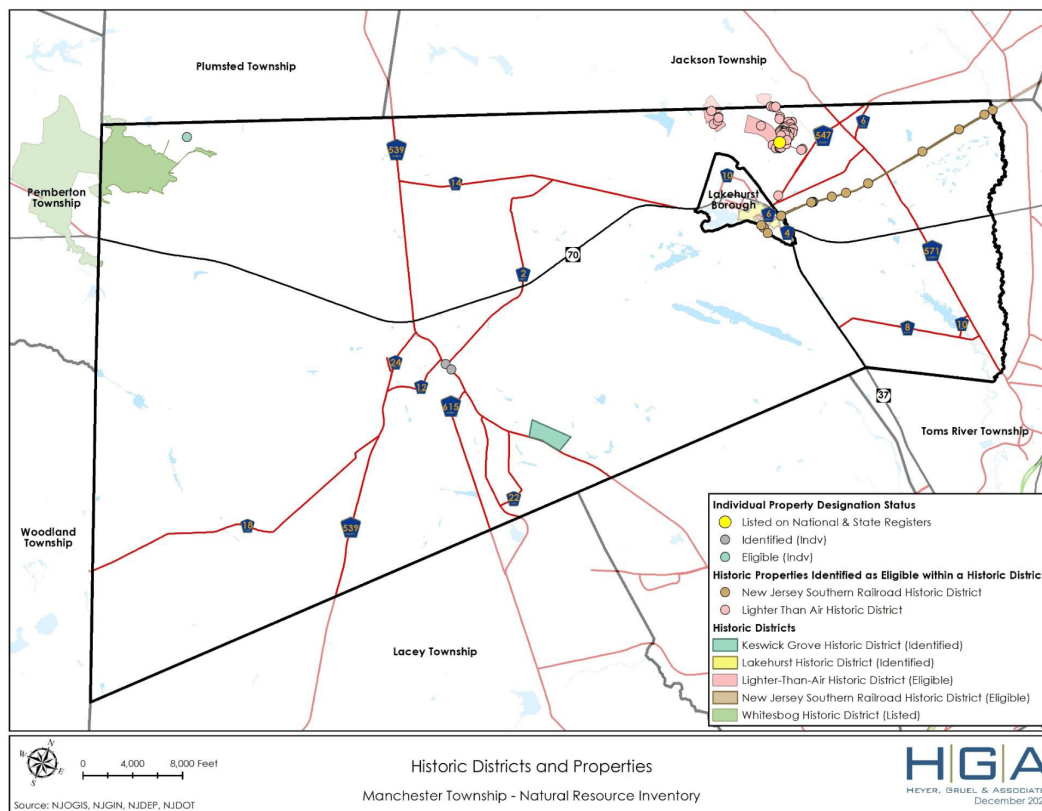 Plumsted Township
Jackson Township
539
547
6
14
10
Pemberton
Township
Lakehurst
Borough
6
4
70
2
571
8
10
24
12
615
37
Toms River Township
22
18
539
Woodland
Township
Lacey Township
Individual Property Designation Status
Listed on National & State Registers
Identified (Indv)
Eligible (Indv)
Historic Properties Identified as Eligible within a Historic District
New Jersey Southern Railroad Historic District
Lighter Than Air Historic District
Historic Districts
Keswick Grove Historic District (Identified)
Lakehurst Historic District (Identified)
Lighter-Than-Air Historic District (Eligible)
New Jersey Southern Railroad Historic District (Eligible)
Whitesbog Historic District (Listed)
N
W
E
S
0 4,000 8,000 Feet
Source: NJOGIS, NJGIN, NJDEP, NJDOT
Historic Districts and Properties
Manchester Township - Natural Resource Inventory
HGA
HEYER, GRUEL & ASSOCIATE
December 202